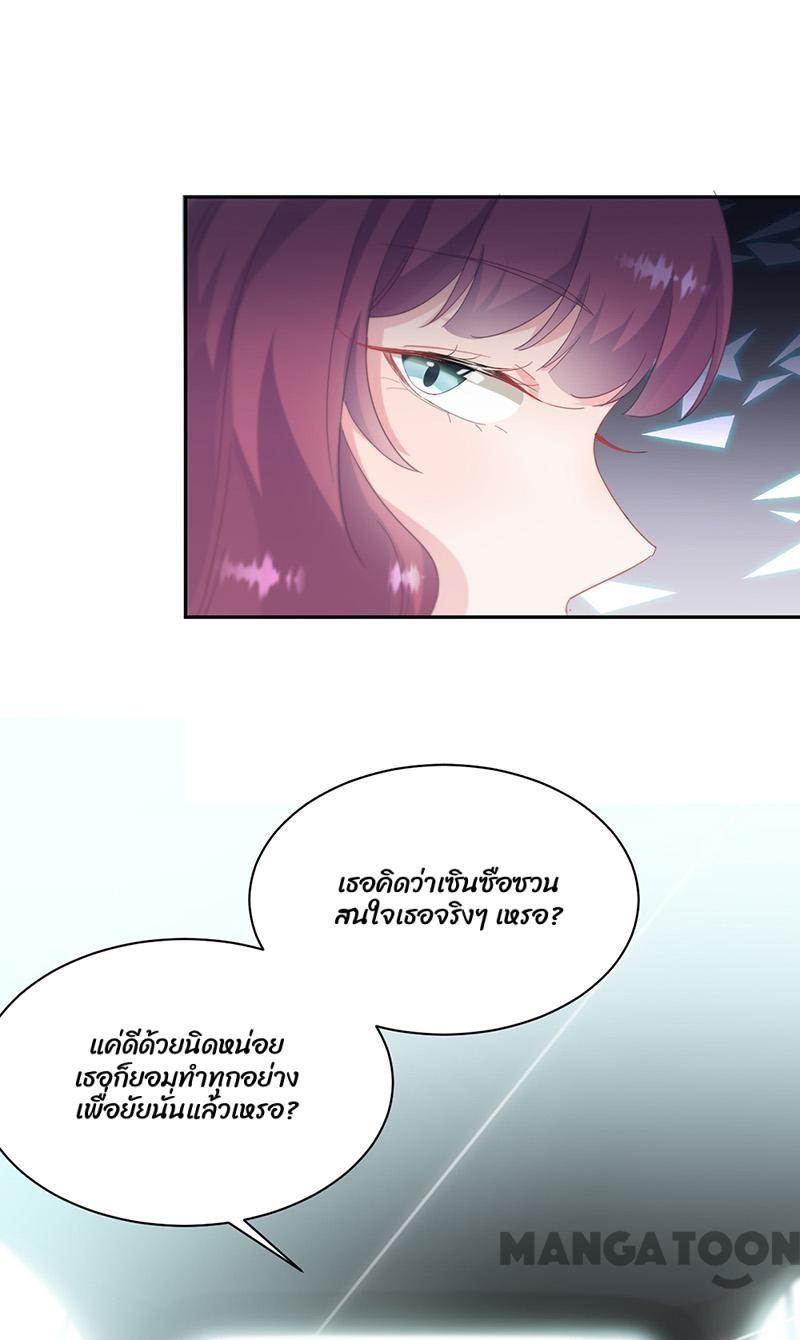 เธอคิดว่าเซินซือซวน
สนใจเธอจริงๆ เหรอ?
แค่ดีด้วยนิดหน่อย
เธอก็ยอมทำทุกอย่าง
เพื่อยัยนั่นแล้วเหรอ?
MANGATOON